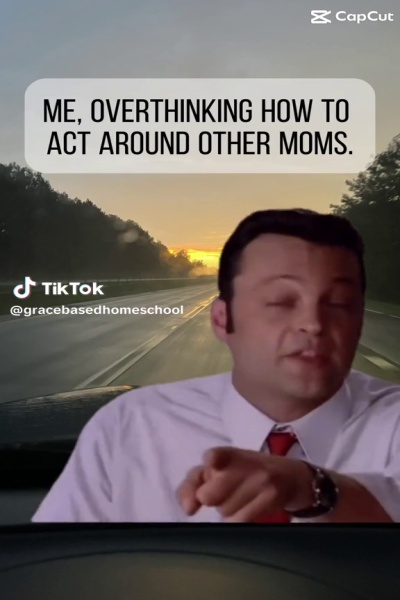 CapCut
ME, OVERTHINKING HOW TO
ACT AROUND OTHER MOMS.
TikTok
@gracebasedhomeschool